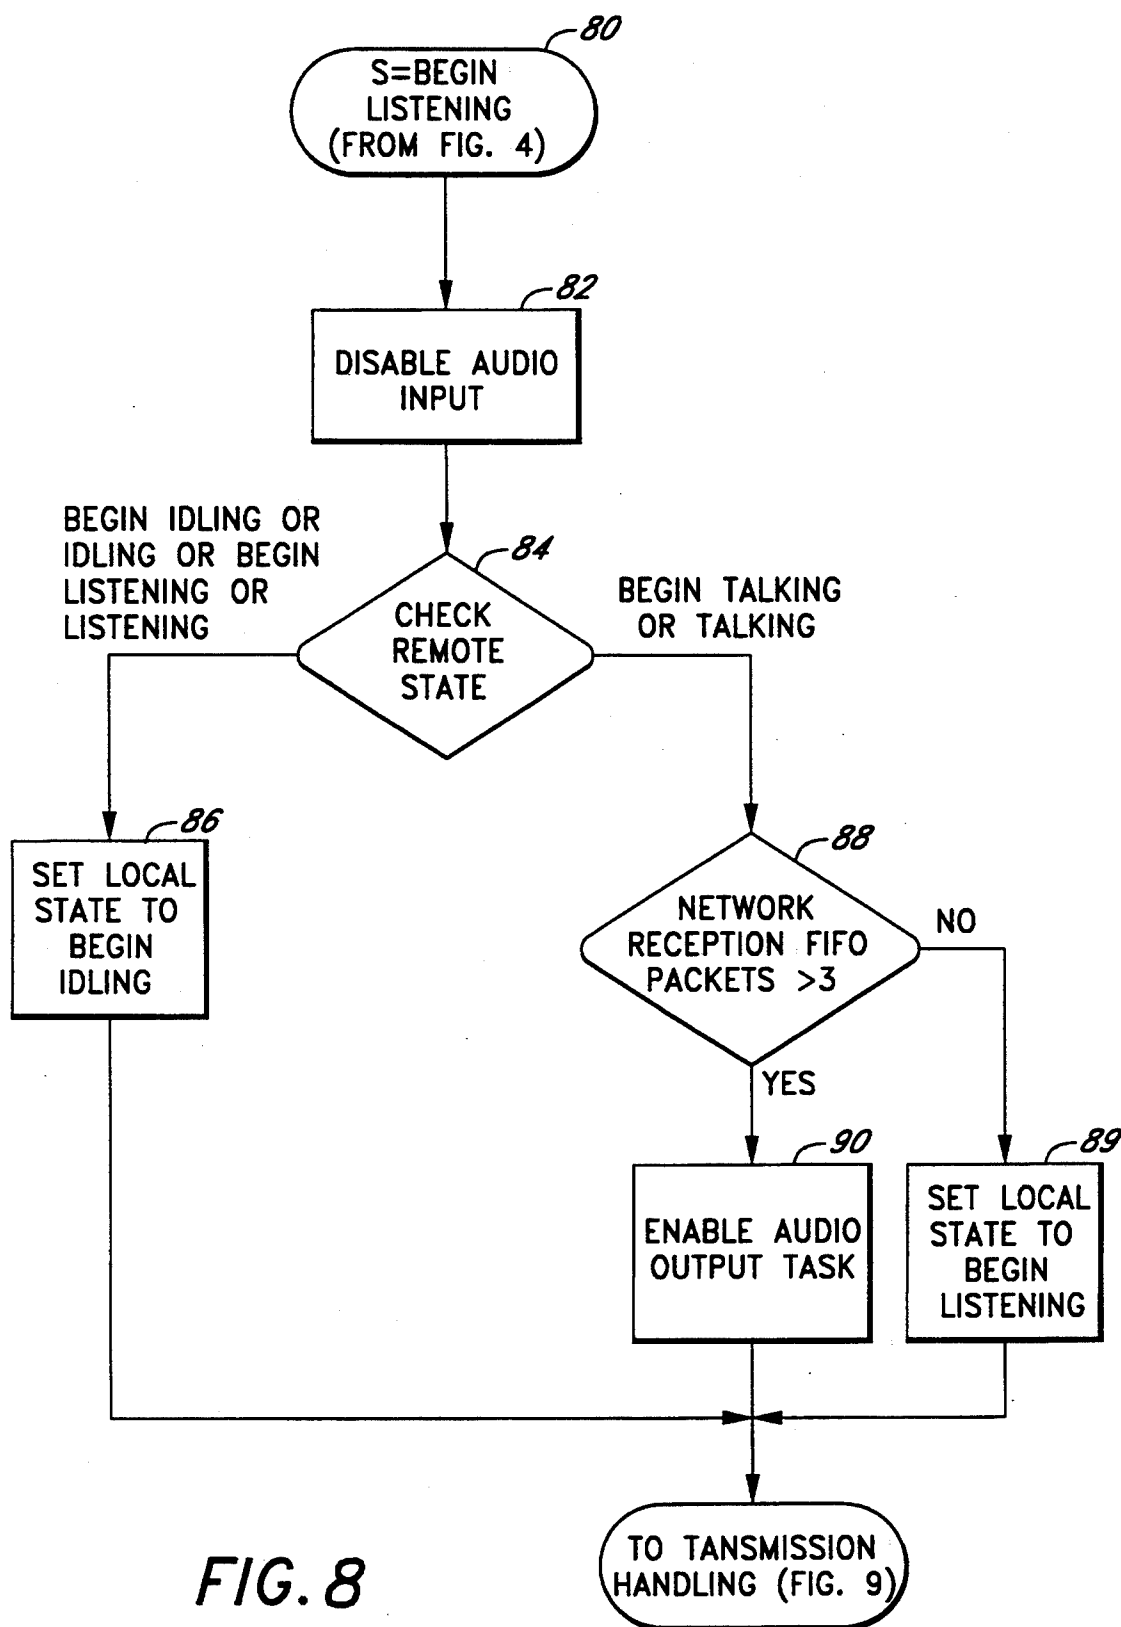 80
S=BEGIN
LISTENING
(FROM FIG. 4)
82
DISABLE AUDIO
INPUT
BEGIN IDLING OR
IDLING OR BEGIN
LISTENING OR
LISTENING
84
CHECK
REMOTE
STATE
BEGIN TALKING
OR TALKING
86
SET LOCAL
STATE TO
BEGIN
IDLING
88
NETWORK
RECEPTION FIFO
PACKETS >3
NO
YES
90
ENABLE AUDIO
OUTPUT TASK
89
SET LOCAL
STATE TO
BEGIN
LISTENING
TO TANSMISSION
HANDLING (FIG. 9)
FIG. 8